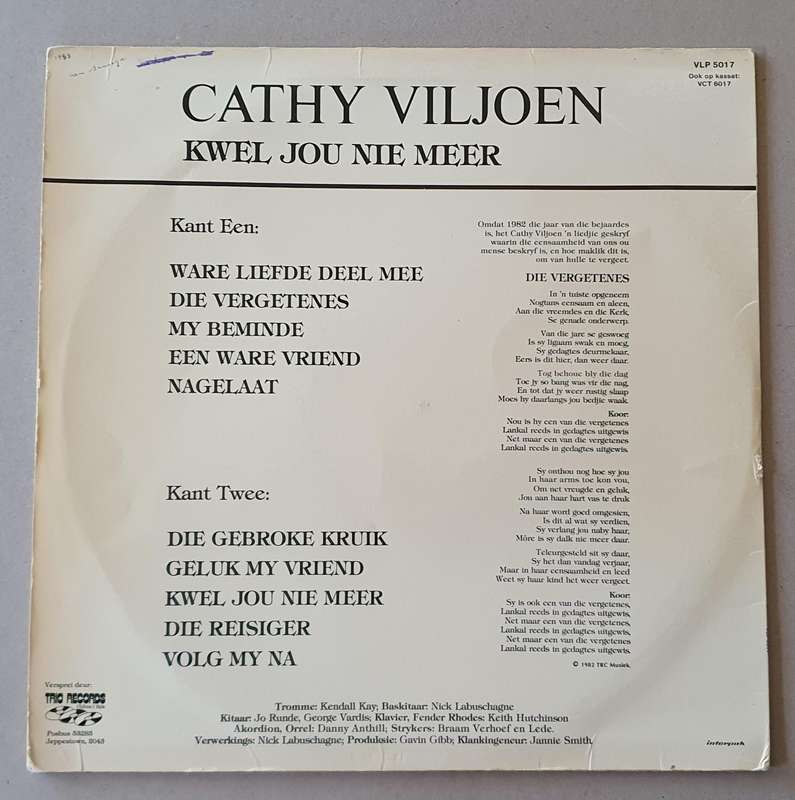 1983
VLP 5017
Ook op kasset:
VCT 5017
CATHY VILJOEN
KWEL JOU NIE MEER
Kant Een:
WARE LIEFDE DEEL MEE
DIE VERGETENES
MY BEMINDE
EEN WARE VRIEND
NAGELAAT
Kant Twee:
DIE GEBROKE KRUIK
GELUK MY VRIEND
KWEL JOU NIE MEER
DIE REISIGER
VOLG MY NA
Omdat 1982 die jaar van die bejaardes
is, het Cathy Viljoen 'n liedjie geskryf
waarin die eensaamheid van ons ou
mense beskryf is, en hoe maklik dit is,
om van hulle te vergeet.
DIE VERGETENES
In 'n tuiste opgeneem
Nogtans eensaam en alleen,
Aan die vreemdes en die Kerk,
Se genade onderwerp.
Van die jare se geswoeg
Is sy ligaam swak en moeg,
Sy gedagtes deurmekaar,
Eers is dit hier, dan weer daar.
Tog behoue bly die dag
Toe jy so bang was vir die nag,
En tot dat jy weer rustig slaap
Moes hy daarlangs jou bedjie waak.
Koor:
Nou is hy een van die vergetenes
Lankal reeds in gedagtes uitgewis
Net maar een van die vergetenes
Lankal reeds in gedagtes uitgewis.
Sy onthou nog hoe sy jou
In haar arms toe kon vou,
Om net vreugde en geluk,
Jou aan haar hart vas te druk
Na haar word goed omgesien,
Is dit al wat sy verdien,
Sy verlang jou naby haar,
Môre is sy dalk nie meer daar.
Teleurgesteld sit sy daar,
Sy het dan vandag verjaar,
Maar in haar eensaamheid en leed
Weet sy haar kind het weer vergeet.
Koor:
Sy is ook een van die vergetenes,
Lankal reeds in gedagtes uitgewis,
Net maar een van die vergetenes
Lankal reeds in gedagtes uitgewis,
Net maar een van die vergetenes
Lankal reeds in gedagtes uitgewis.
© 1982 TRC Musiek.
Versprei deur:
TRIO RECORDS
Posbus 53285
Jeppestown, 2043
Tromme: Kendall Kay; Baskitaar: Nick Labuschagne
Kitaar: Jo Runde, George Vardis; Klavier, Fender Rhodes: Keith Hutchinson
Akordion, Orrel: Danny Anthill; Strykers: Braam Verhoef en Lede.
Verwerkings: Nick Labuschagne; Produksie: Gavin Gibb; Klankingeneur: Jannie Smith.
interpak